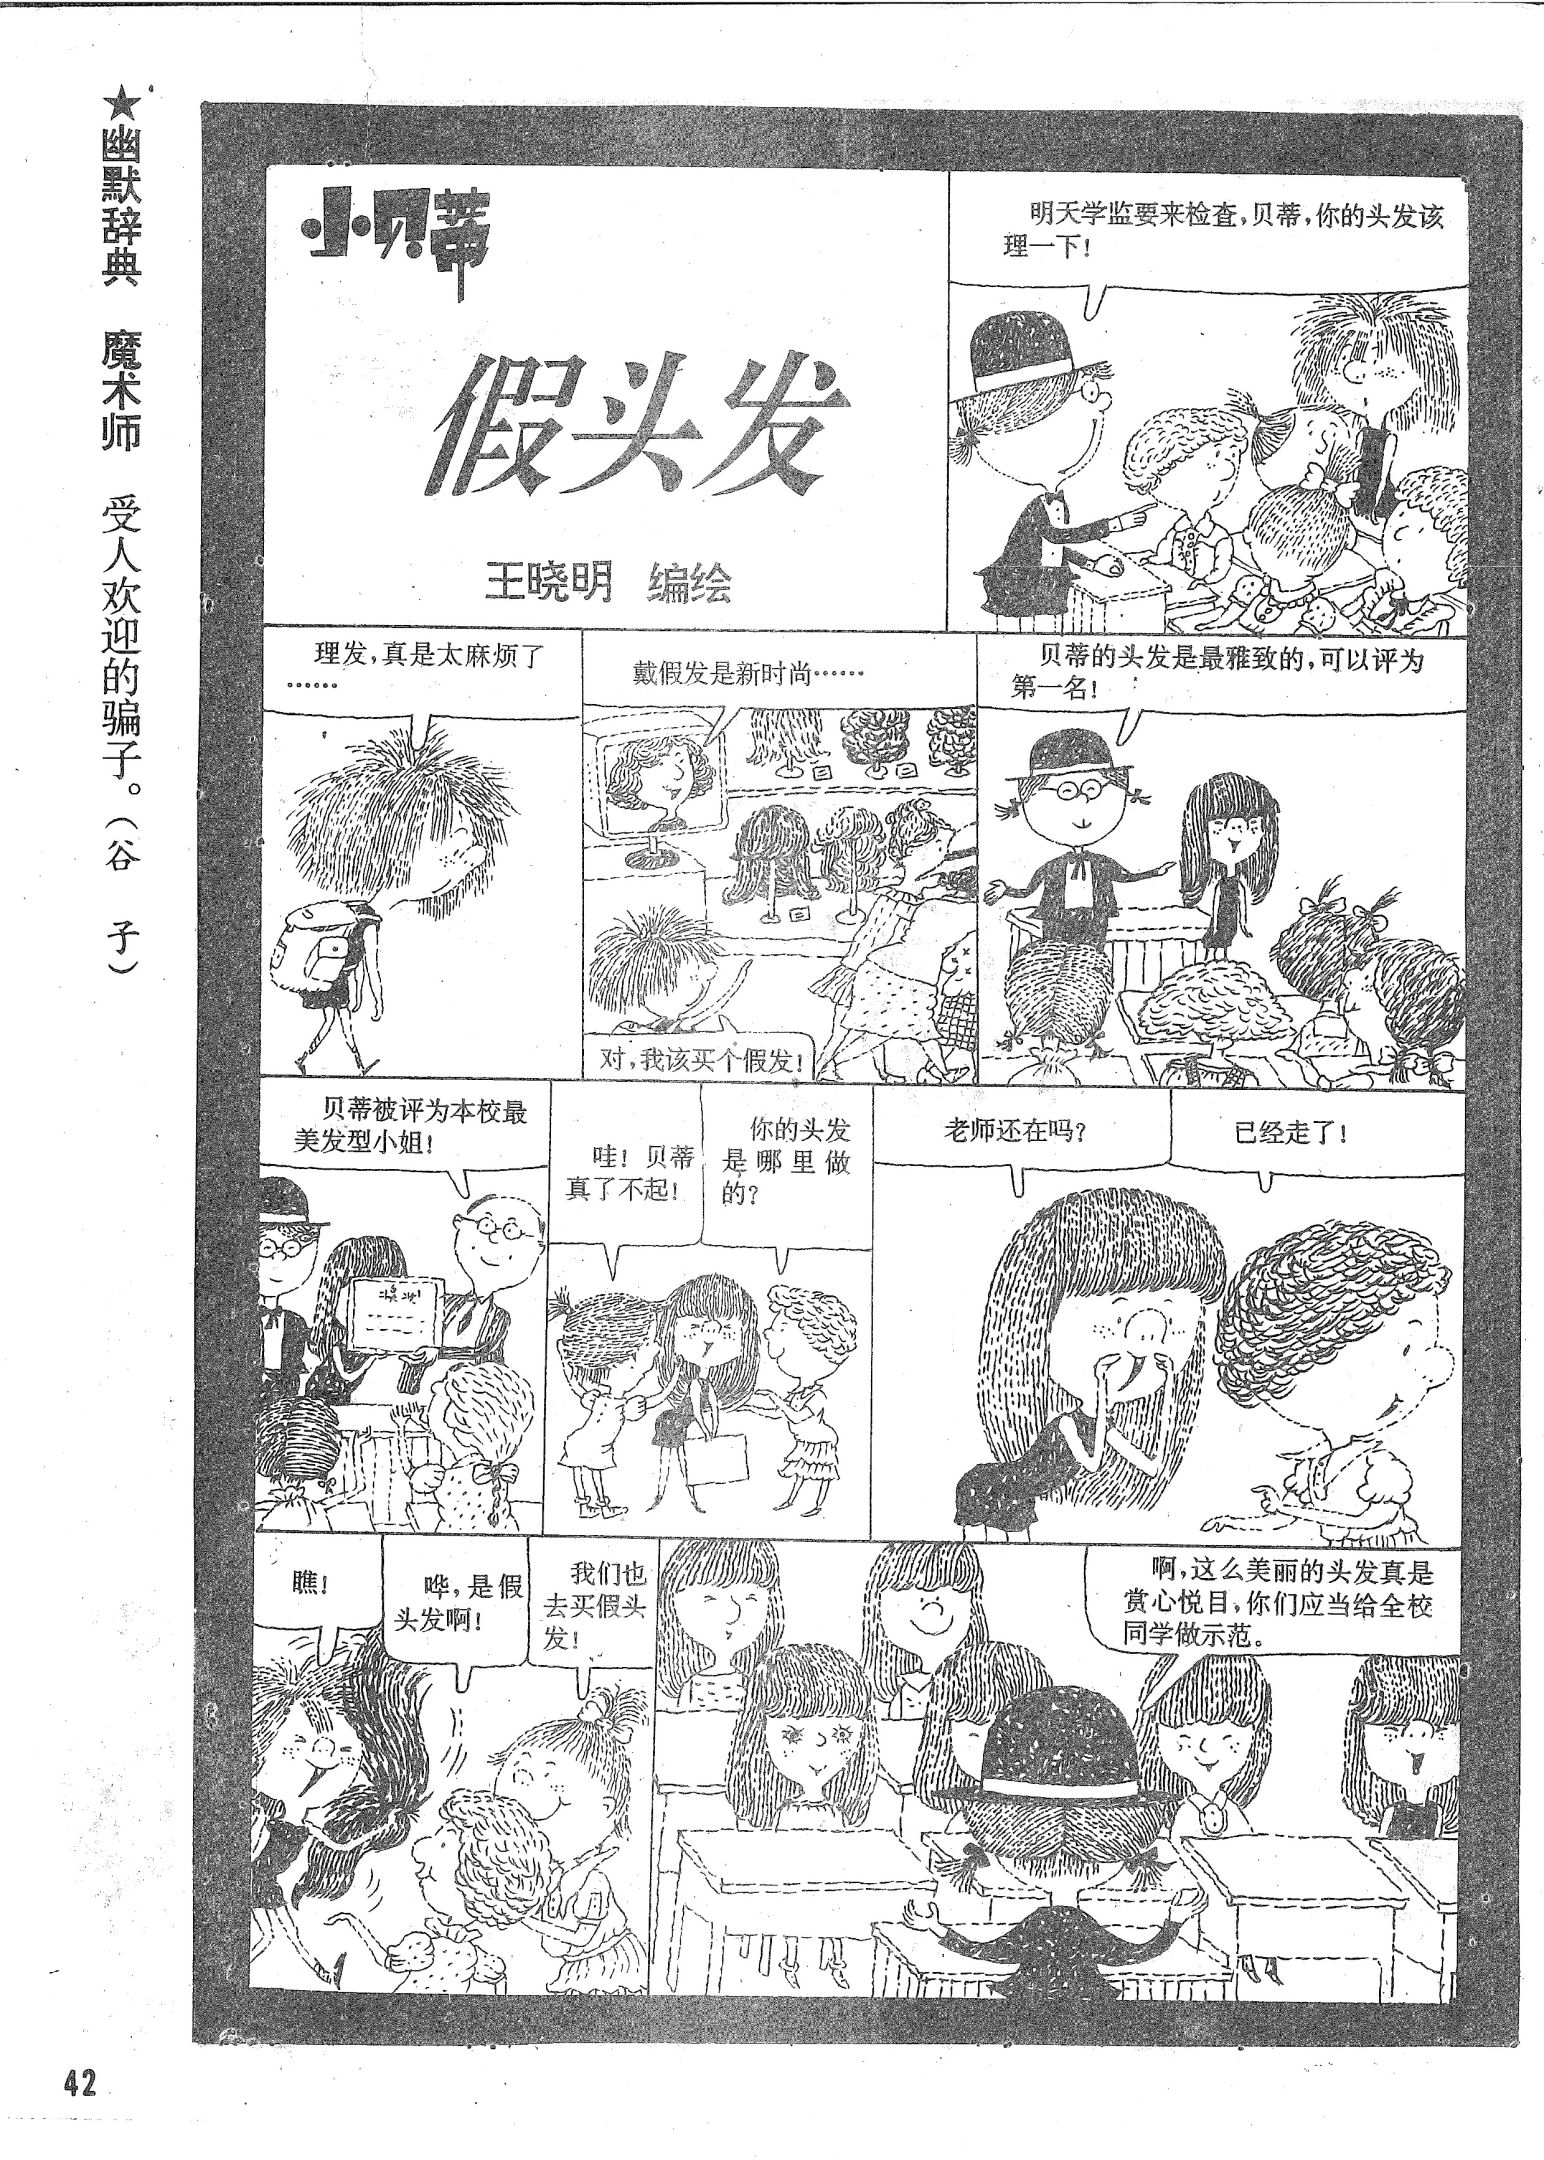 ★幽默辞典 魔术师 受人欢迎的骗子。(谷 子)
小贝蒂
假头发
王晓明 编绘
明天学监要来检查,贝蒂,你的头发该
理一下!
理发,真是太麻烦了
……
戴假发是新时尚……
对,我该买个假发!
贝蒂的头发是最雅致的,可以评为
第一名!
贝蒂被评为本校最
美发型小姐!
哇!贝蒂
真了不起!
你的头发
是哪里做
的?
老师还在吗?
已经走了!
瞧!
哗,是假
头发啊!
我们也
去买假头
发!
啊,这么美丽的头发真是
赏心悦目,你们应当给全校
同学做示范。
42